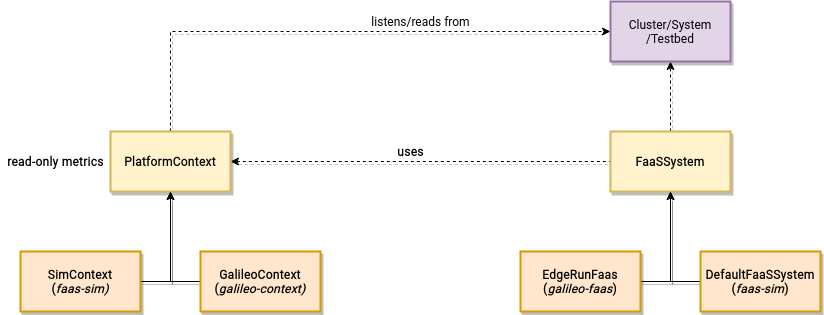 listens/reads from
Cluster/System
/Testbed
read-only metrics
PlatformContext
uses
FaaSSystem
SimContext
(faas-sim)
GalileoContext
(galileo-context)
EdgeRunFaas
(galileo-faas)
DefaultFaaSSystem
(faas-sim)